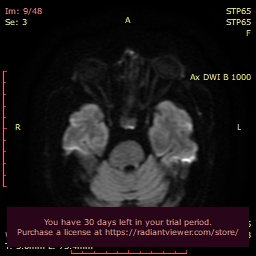 Im: 9/48
Se: 3
A
STP65
STP65
F
Ax DWI B 1000
R
L
You have 30 days left in your trial period.
Purchase a license at https://radiantviewer.com/store/